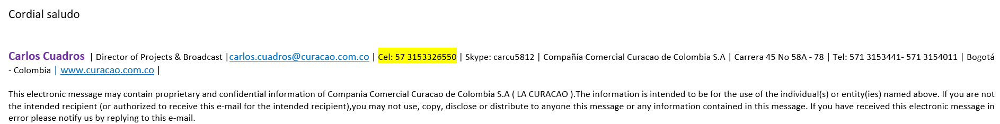 Cordial saludo
Carlos Cuadros | Director of Projects & Broadcast |carlos.cuadros@curacao.com.co | Cel: 57 3153326550 | Skype: carcu5812 | Compañía Comercial Curacao de Colombia S.A | Carrera 45 No 58A - 78 | Tel: 571 3153441- 571 3154011 | Bogotá
- Colombia | www.curacao.com.co |
This electronic message may contain proprietary and confidential information of Compania Comercial Curacao de Colombia S.A ( LA CURACAO ).The information is intended to be for the use of the individual(s) or entity(ies) named above. If you are not
the intended recipient (or authorized to receive this e-mail for the intended recipient),you may not use, copy, disclose or distribute to anyone this message or any information contained in this message. If you have received this electronic message in
error please notify us by replying to this e-mail.